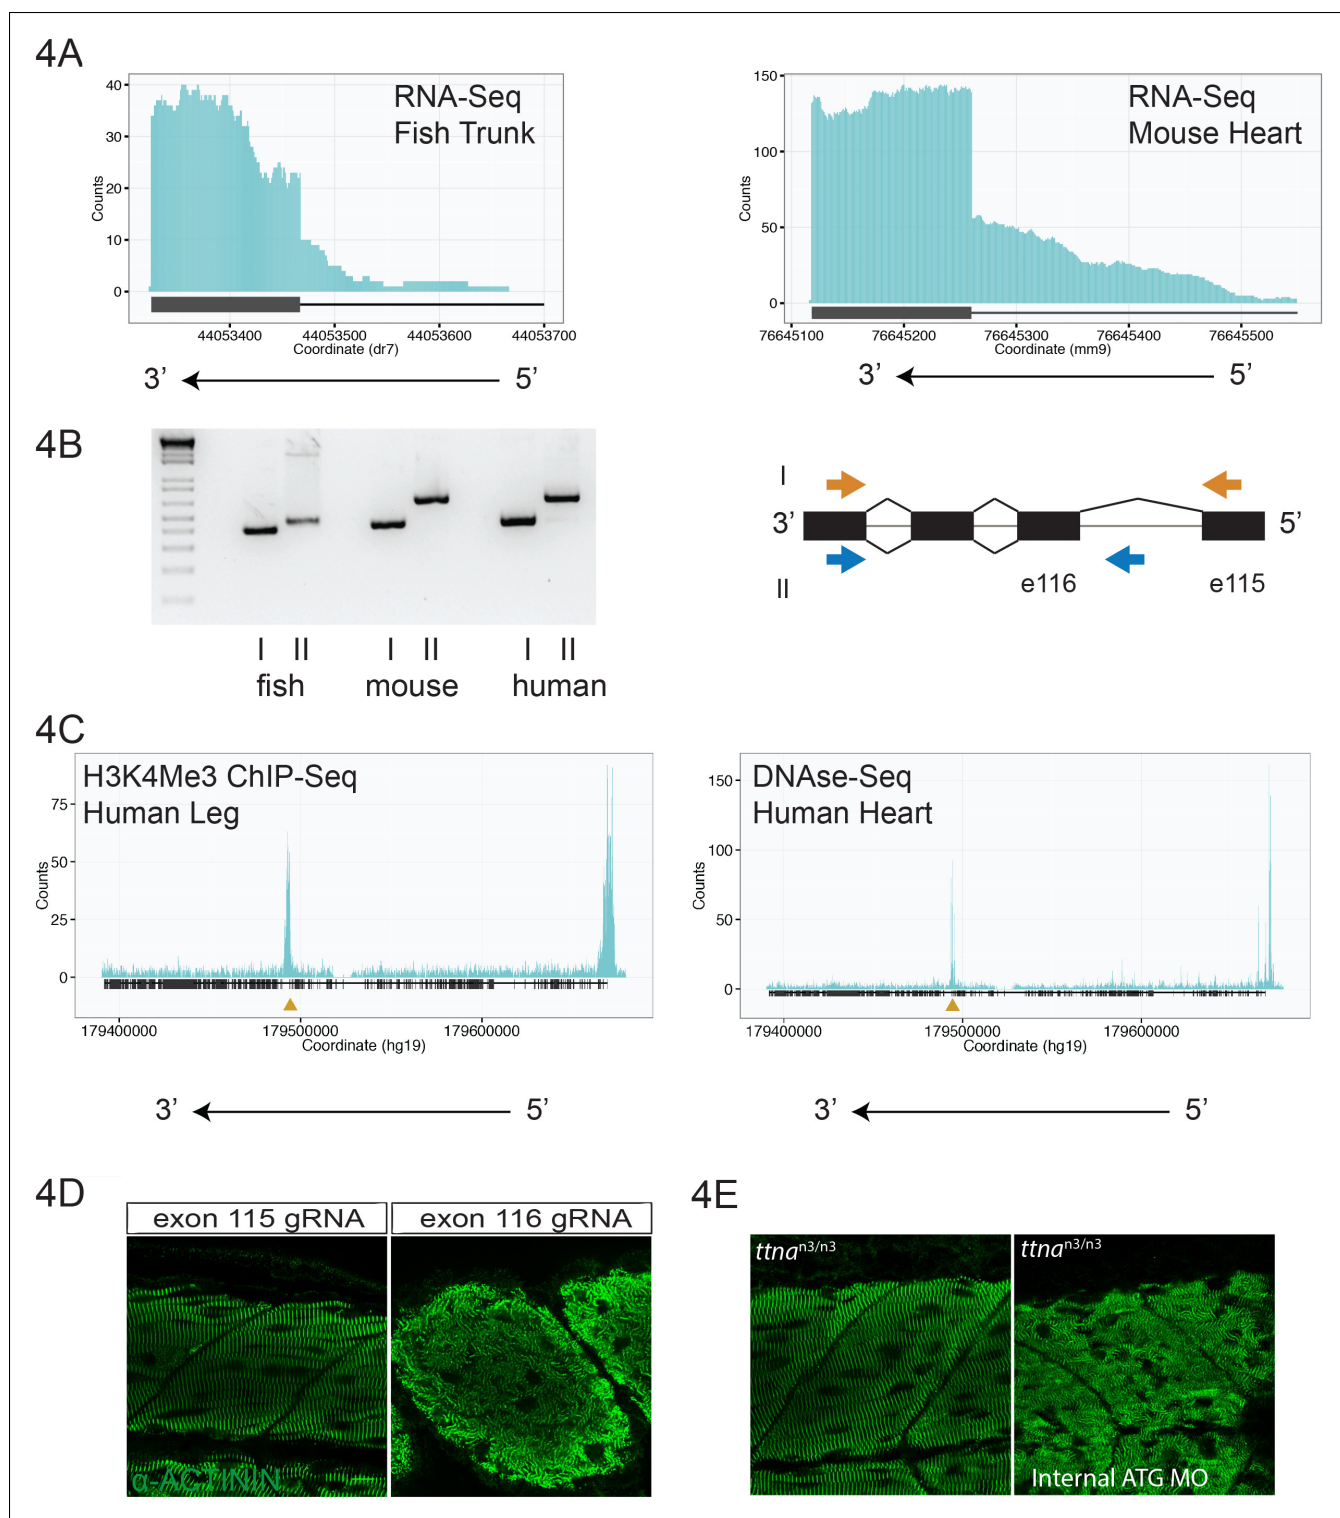 4A
RNA-Seq
Fish Trunk
Counts
40
30
20
10
0
44053400 44053500 44053600 44053700
Coordinate (dr7)
3’ 5’
RNA-Seq
Mouse Heart
Counts
150
100
50
0
76645100 76645200 76645300 76645400 76645500
Coordinate (mm9)
3’ 5’
4B
I II I II I II
fish mouse human
I
3’ 5’
II
e116 e115
4C
H3K4Me3 ChIP-Seq
Human Leg
Counts
75
50
25
0
179400000 179500000 179600000
Coordinate (hg19)
3’ 5’
DNAse-Seq
Human Heart
Counts
150
100
50
0
179400000 179500000 179600000
Coordinate (hg19)
3’ 5’
4D
exon 115 gRNA exon 116 gRNA
α-ACTININ
4E
ttna^n3/n3 ttna^n3/n3
Internal ATG MO